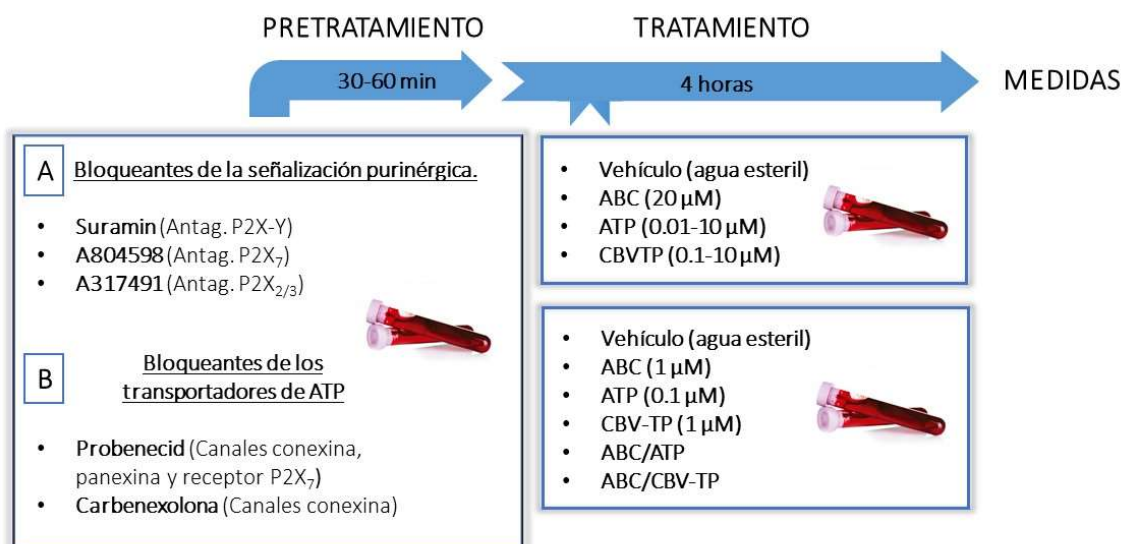 PRETRATAMIENTO
TRATAMIENTO
30-60 min
4 horas
MEDIDAS
A
Bloqueantes de la señalización purinérgica.
• Suramin (Antag. P2X-Y)
• A804598 (Antag. P2X7)
• A317491 (Antag. P2X2/3)
B
Bloqueantes de los
transportadores de ATP
• Probenecid (Canales conexina,
panexina y receptor P2X7)
• Carbenexolona (Canales conexina)
• Vehículo (agua esteril)
• ABC (20 µM)
• ATP (0.01-10 µM)
• CBVTP (0.1-10 µM)
• Vehículo (agua esteril)
• ABC (1 µM)
• ATP (0.1 µM)
• CBV-TP (1 µM)
• ABC/ATP
• ABC/CBV-TP